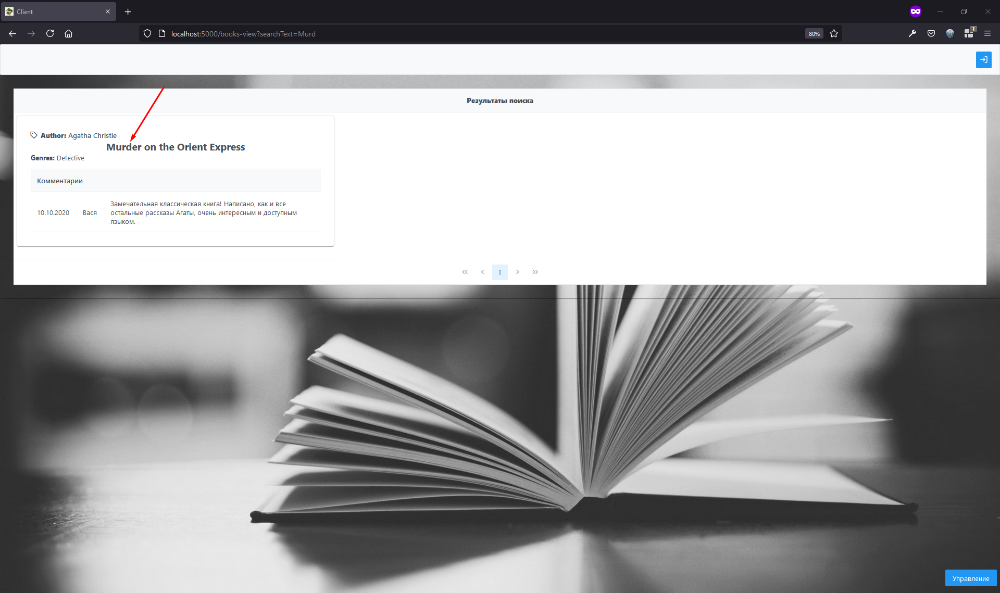 Client
localhost:5000/books-view?searchText=Murd
80%
1
Результаты поиска
Author: Agatha Christie
Murder on the Orient Express
Genres: Detective
Комментарии
10.10.2020 Вася Замечательная классическая книга! Написано, как и все
остальные рассказы Агаты, очень интересным и доступным
языком.
1
Управление